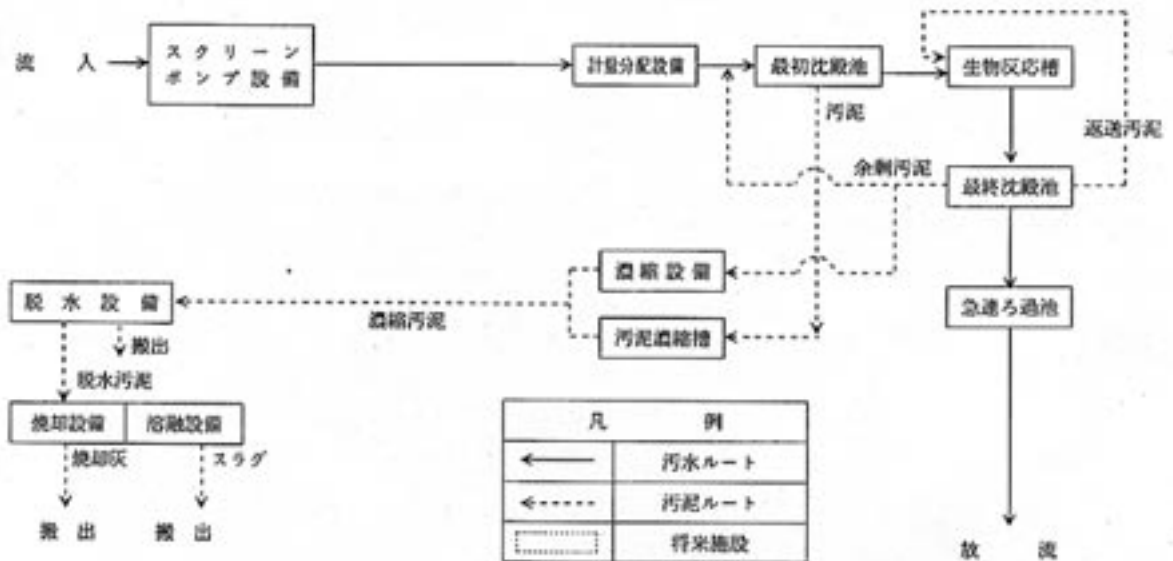 流入
スクリーン
ポンプ設備
計量分配設備
最初沈殿池
生物反応槽
汚泥
返送汚泥
余剰汚泥
最終沈殿池
濃縮設備
脱水設備
濃縮汚泥
急速ろ過池
汚泥濃縮槽
搬出
脱水汚泥
焼却設備
溶融設備
焼却灰
スラグ
搬出
搬出
凡例
汚水ルート
汚泥ルート
将来施設
放流